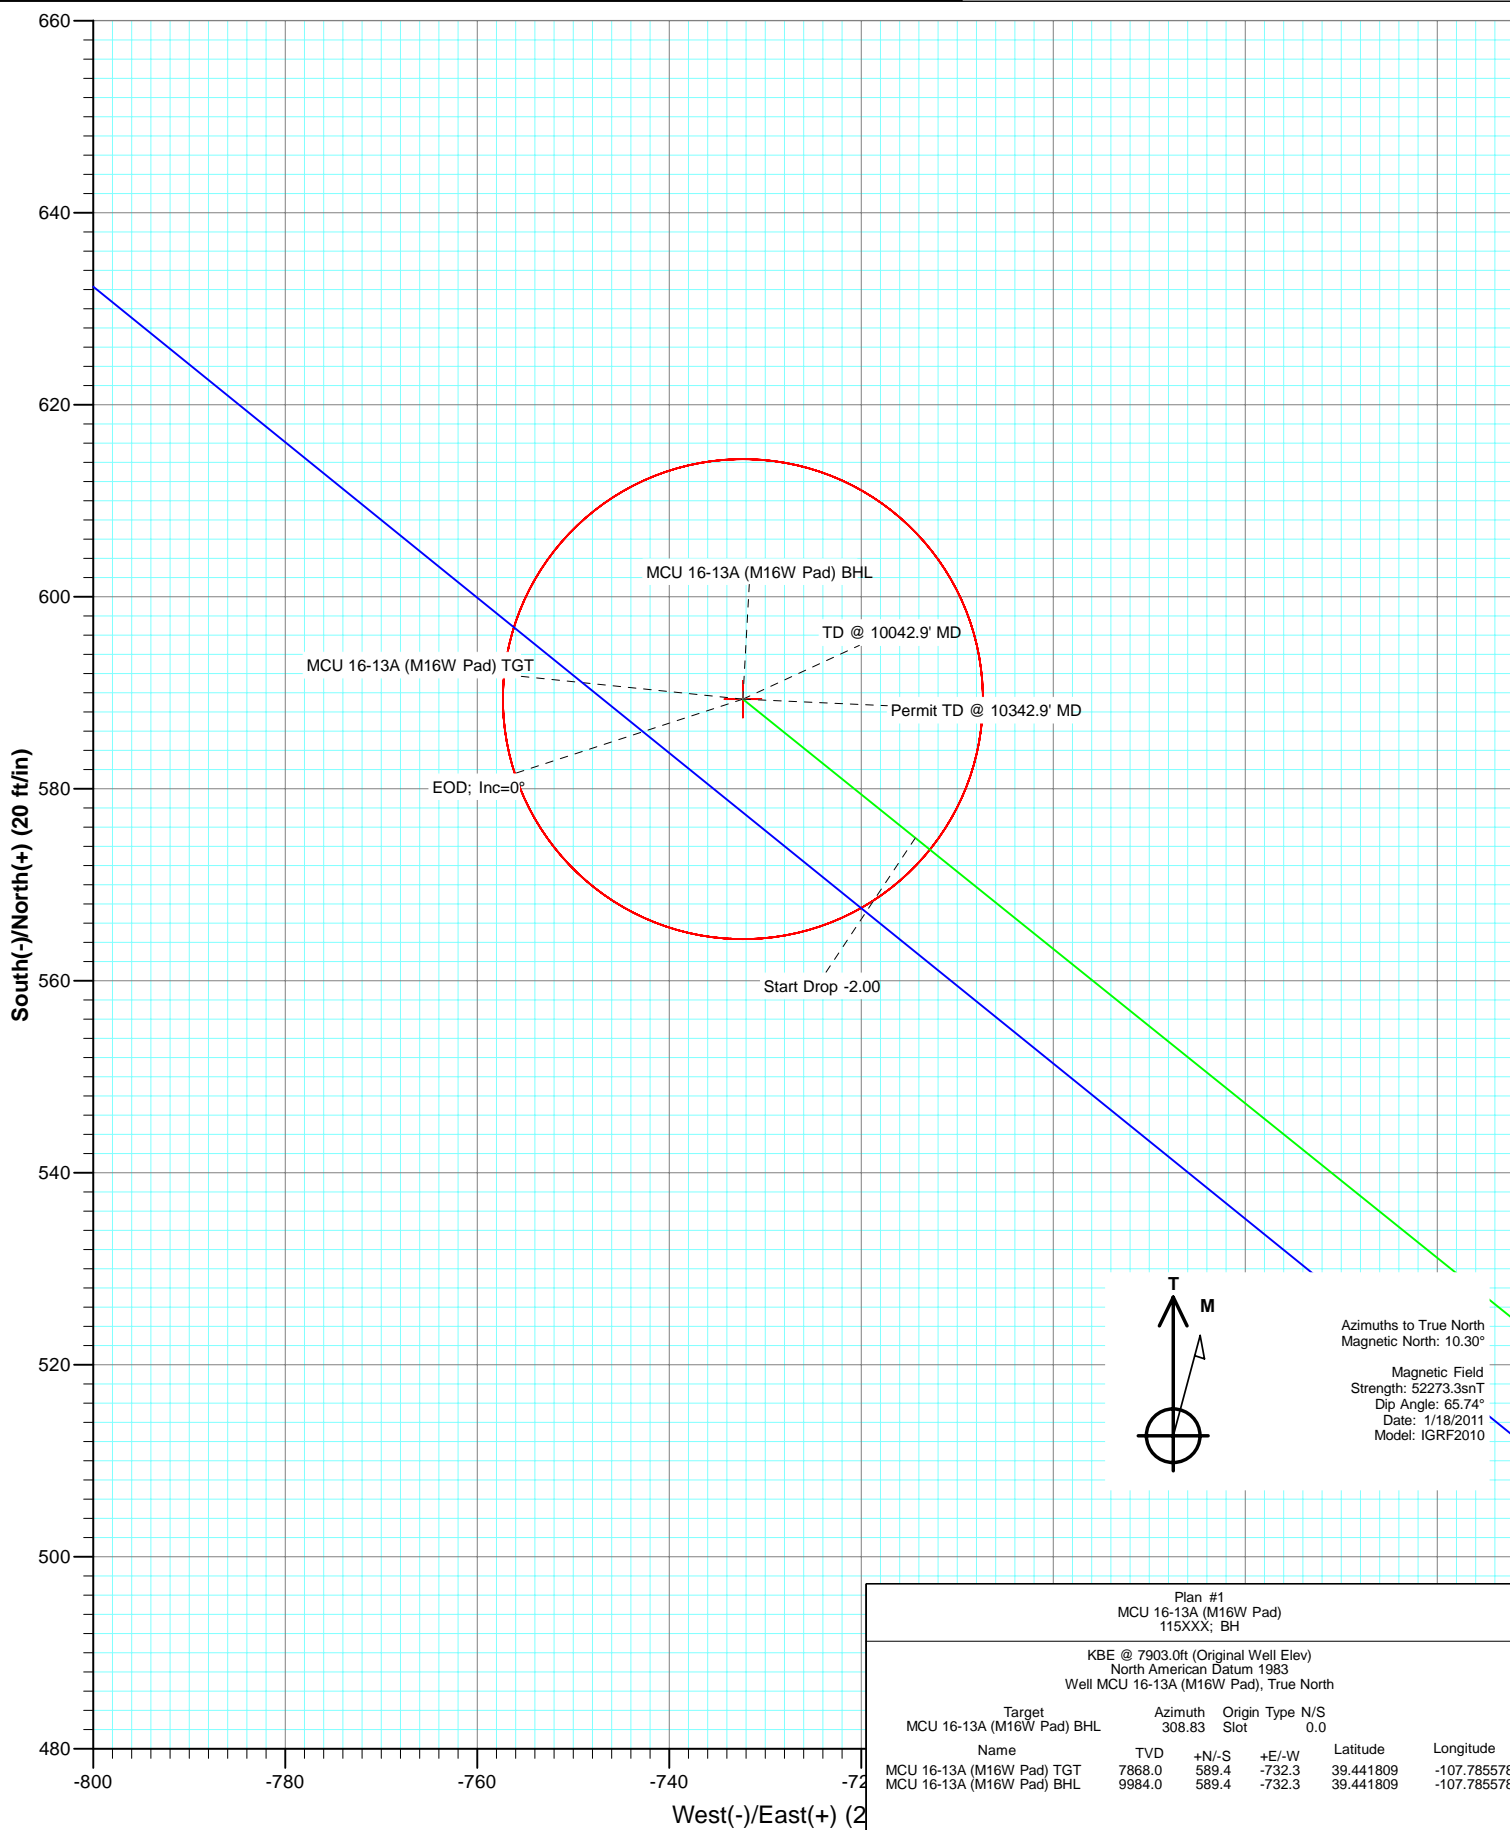 660
640
620
600
580
560
540
520
500
480
South(-)/North(+) (20 ft/in)
MCU 16-13A (M16W Pad) BHL
TD @ 10042.9' MD
MCU 16-13A (M16W Pad) TGT
Permit TD @ 10342.9' MD
EOD; Inc=0°
Start Drop -2.00
T
M
Azimuths to True North
Magnetic North: 10.30°
Magnetic Field
Strength: 52273.3snT
Dip Angle: 65.74°
Date: 1/18/2011
Model: IGRF2010
Plan #1
MCU 16-13A (M16W Pad)
115XXX; BH
KBE @ 7903.0ft (Original Well Elev)
North American Datum 1983
Well MCU 16-13A (M16W Pad), True North
Target Azimuth Origin Type N/S
MCU 16-13A (M16W Pad) BHL 308.83 Slot 0.0
Name TVD +N/-S +E/-W Latitude Longitude
MCU 16-13A (M16W Pad) TGT 7868.0 589.4 -732.3 39.441809 -107.785578
MCU 16-13A (M16W Pad) BHL 9984.0 589.4 -732.3 39.441809 -107.785578
-800 -780 -760 -740 -72
West(-)/East(+) (2